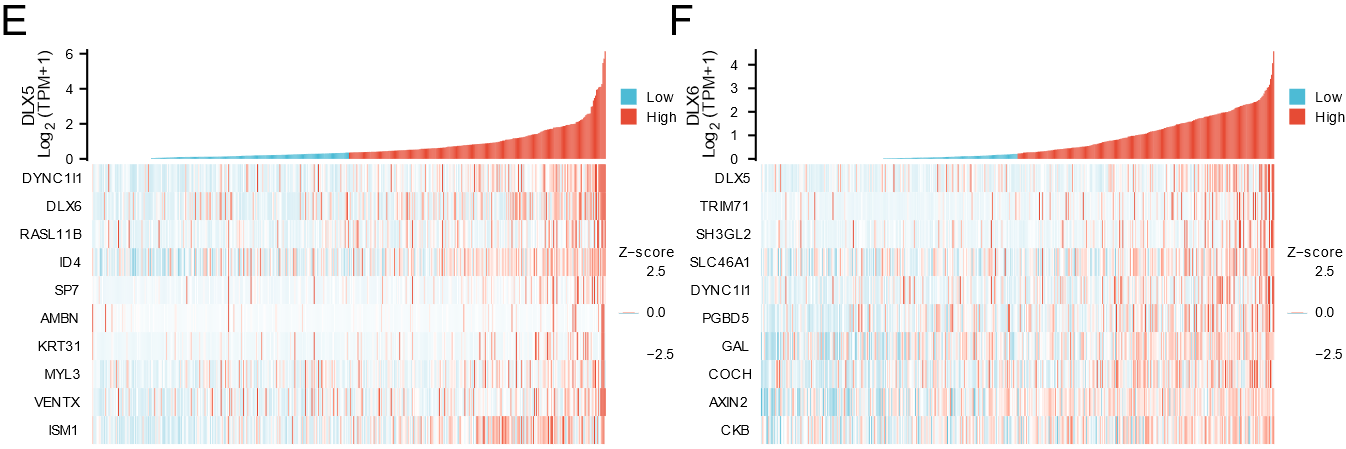 E
DLX5
Log2 (TPM+1)
6
4
2
0
Low
High
DYNC1I1
DLX6
RASL11B
ID4
SP7
AMBN
KRT31
MYL3
VENTX
ISM1
Z−score
2.5
0.0
−2.5
F
DLX6
Log2 (TPM+1)
4
3
2
1
0
Low
High
DLX5
TRIM71
SH3GL2
SLC46A1
DYNC1I1
PGBD5
GAL
COCH
AXIN2
CKB
Z−score
2.5
0.0
−2.5